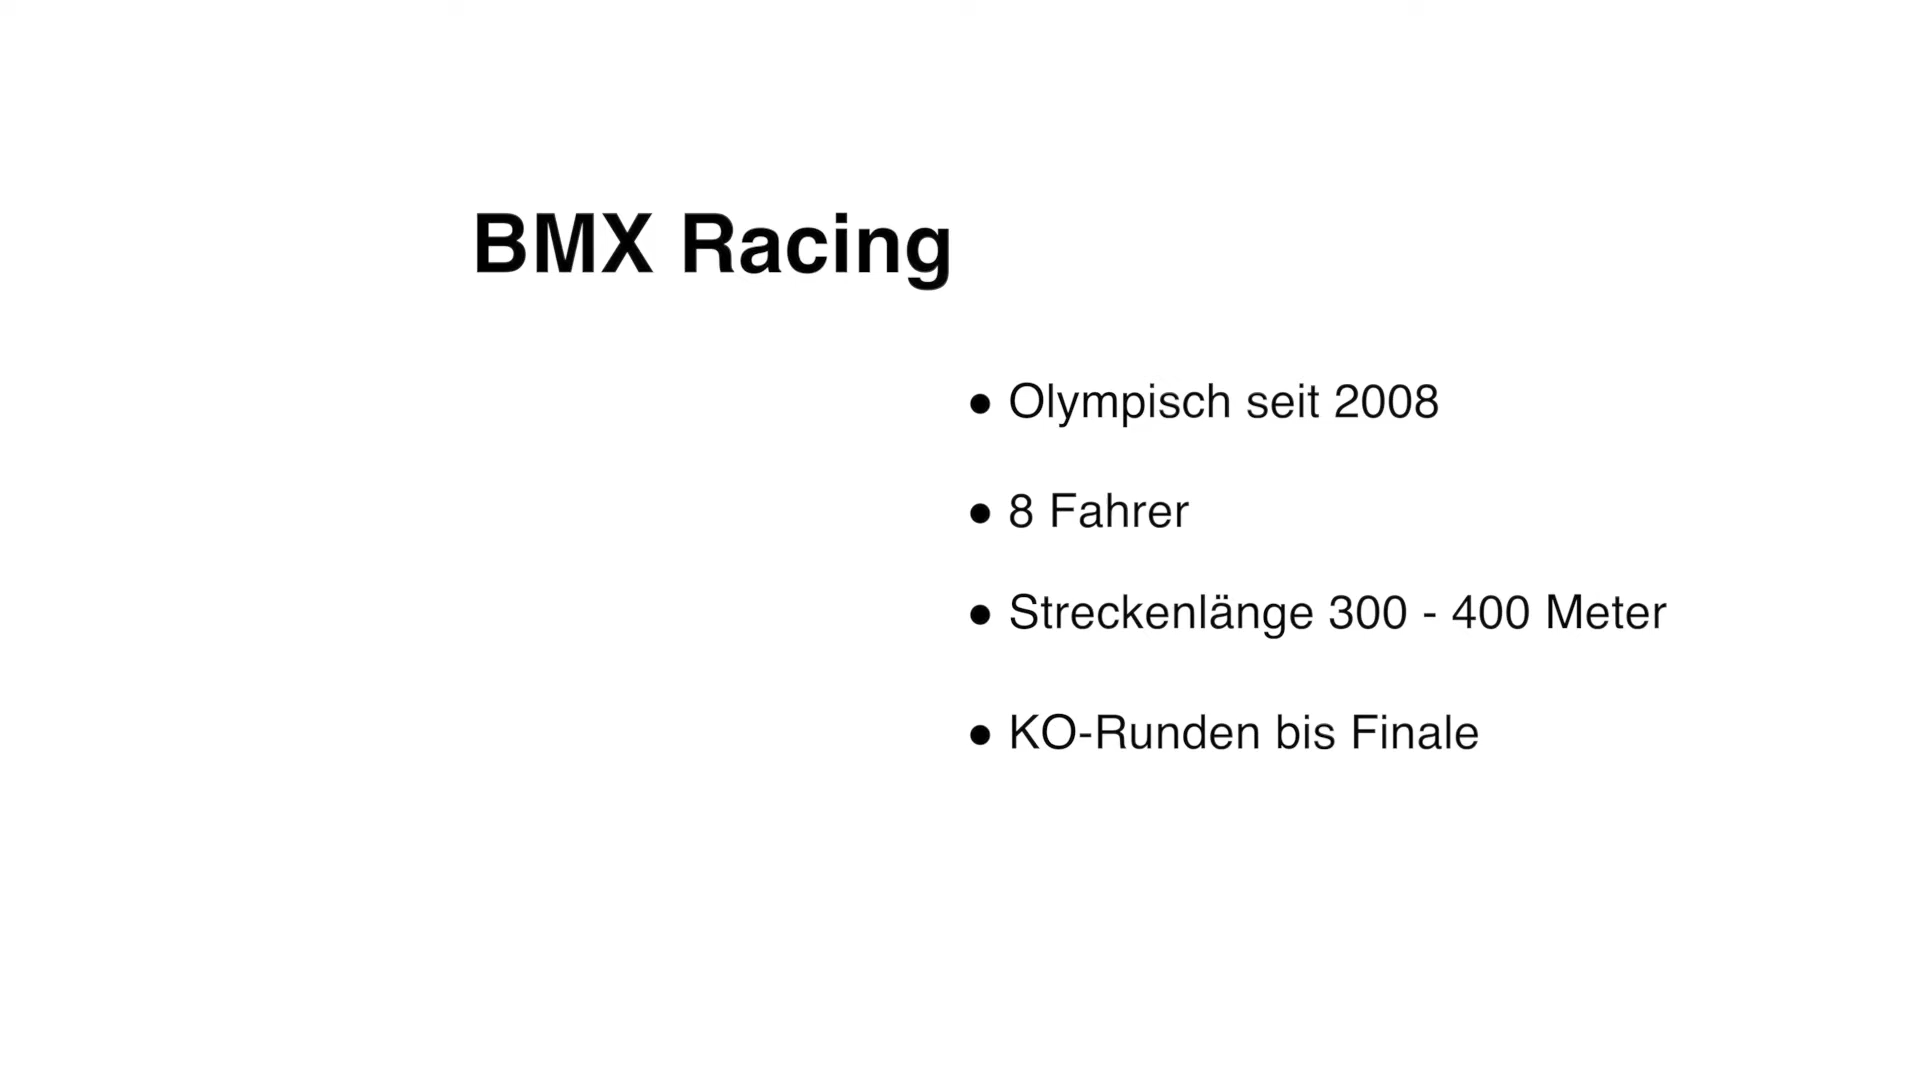 BMX Racing
• Olympisch seit 2008
• 8 Fahrer
• Streckenlänge 300 - 400 Meter
• KO-Runden bis Finale